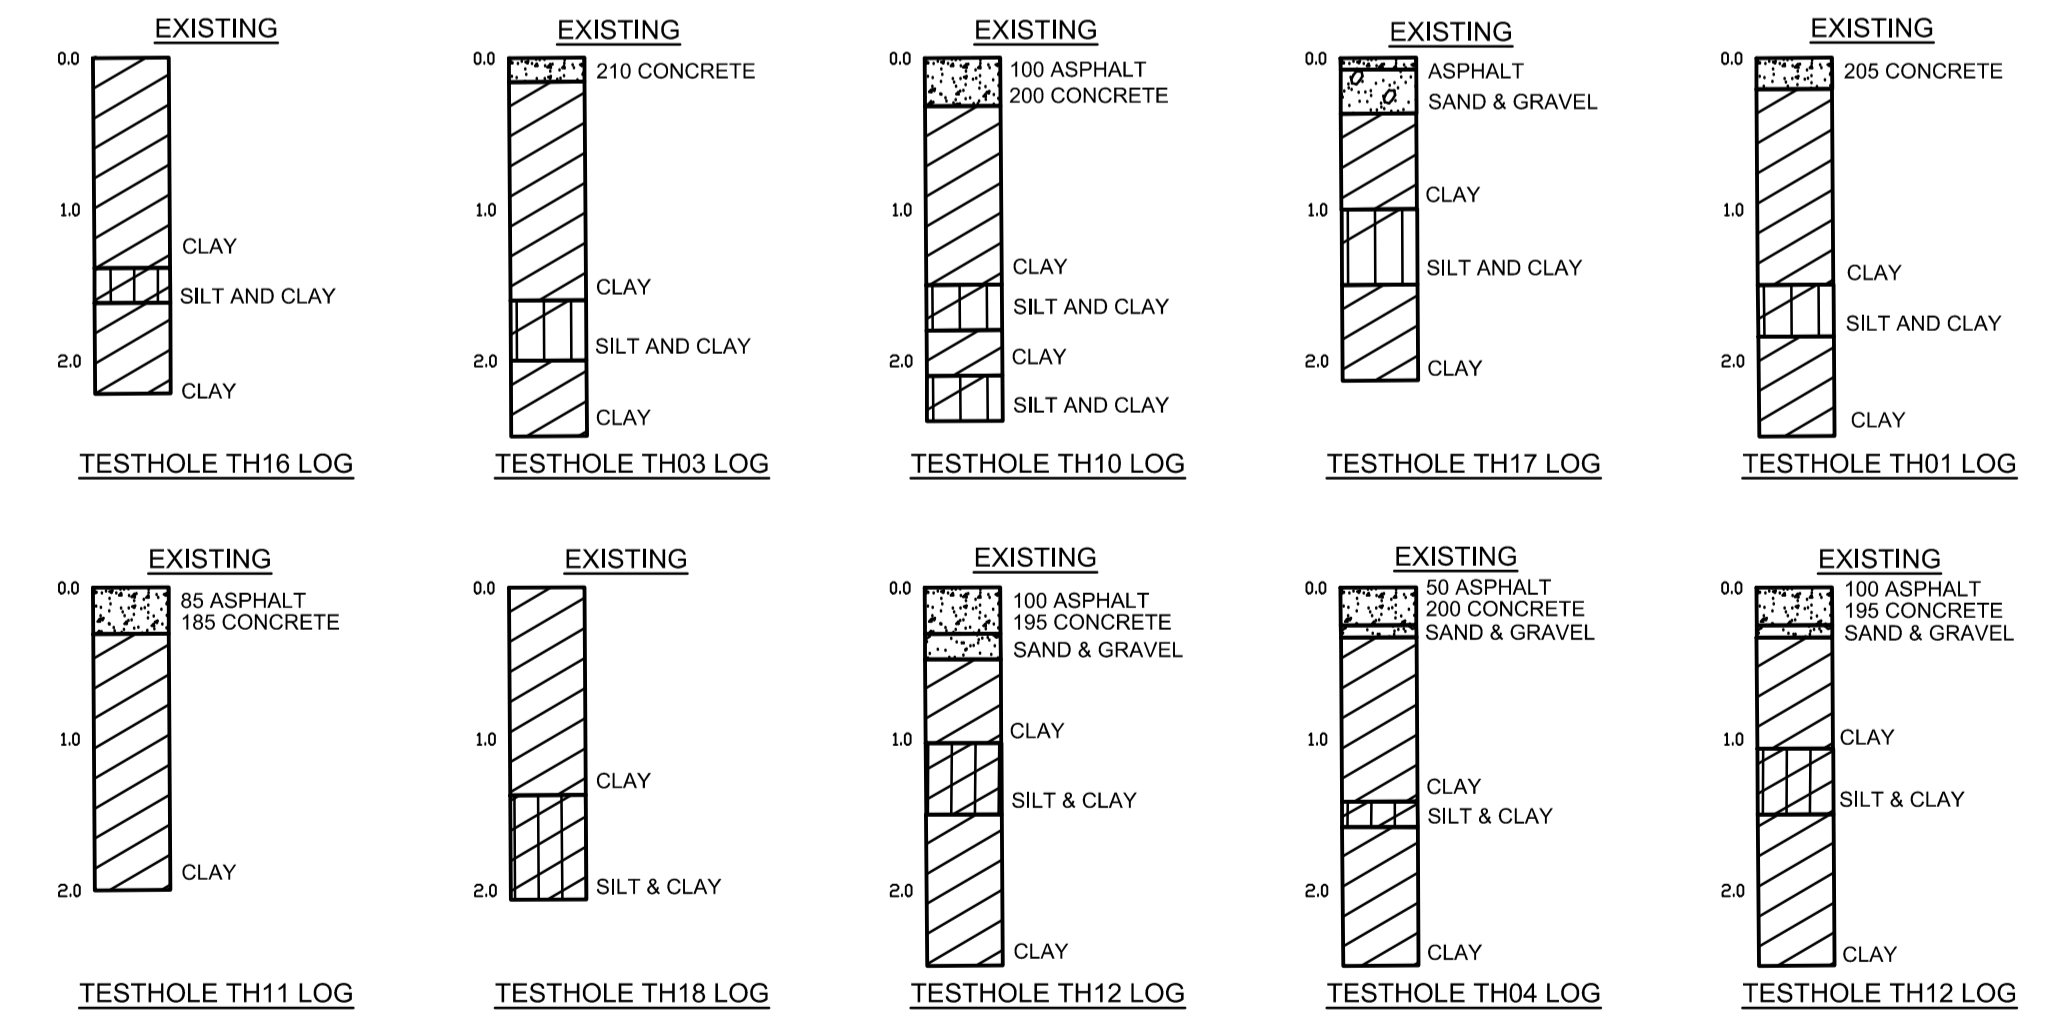 EXISTING
0.0
1.0
2.0
CLAY
SILT AND CLAY
CLAY
TESTHOLE TH16 LOG
EXISTING
0.0
1.0
2.0
210 CONCRETE
CLAY
SILT AND CLAY
CLAY
TESTHOLE TH03 LOG
EXISTING
0.0
1.0
2.0
100 ASPHALT
200 CONCRETE
CLAY
SILT AND CLAY
CLAY
SILT AND CLAY
TESTHOLE TH10 LOG
EXISTING
0.0
1.0
2.0
ASPHALT
SAND & GRAVEL
CLAY
SILT AND CLAY
CLAY
TESTHOLE TH17 LOG
EXISTING
0.0
1.0
2.0
205 CONCRETE
CLAY
SILT AND CLAY
CLAY
TESTHOLE TH01 LOG
EXISTING
0.0
1.0
2.0
85 ASPHALT
185 CONCRETE
CLAY
TESTHOLE TH11 LOG
EXISTING
0.0
1.0
2.0
CLAY
SILT & CLAY
TESTHOLE TH18 LOG
EXISTING
0.0
1.0
2.0
100 ASPHALT
195 CONCRETE
SAND & GRAVEL
CLAY
SILT & CLAY
CLAY
TESTHOLE TH12 LOG
EXISTING
0.0
1.0
2.0
50 ASPHALT
200 CONCRETE
SAND & GRAVEL
CLAY
SILT & CLAY
CLAY
TESTHOLE TH04 LOG
EXISTING
0.0
1.0
2.0
100 ASPHALT
195 CONCRETE
SAND & GRAVEL
CLAY
SILT & CLAY
CLAY
TESTHOLE TH12 LOG